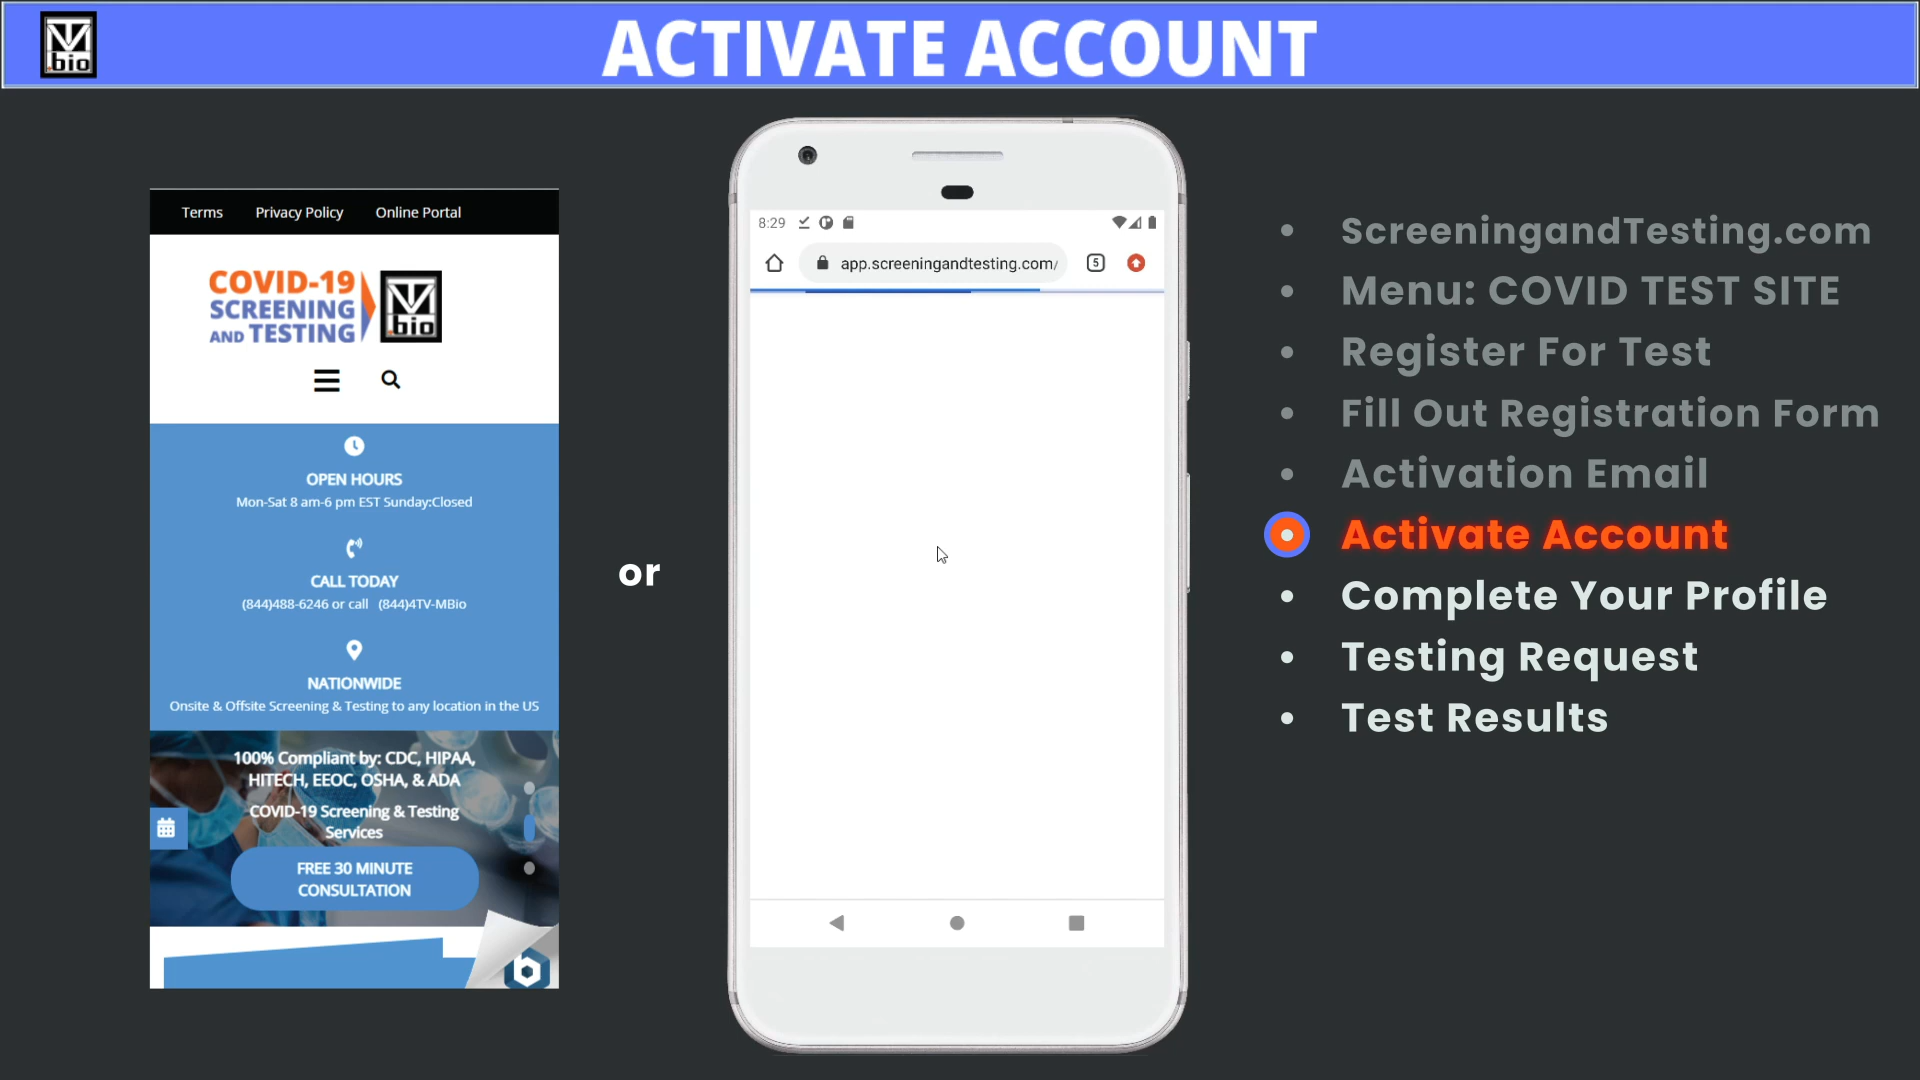 ACTIVATE ACCOUNT
TVM
.bio
Terms Privacy Policy Online Portal
COVID-19
SCREENING
AND TESTING
.bio
OPEN HOURS
Mon-Sat 8 am-6 pm EST Sunday:Closed
CALL TODAY
(844)488-6246 or call (844)4TV-MBio
NATIONWIDE
Onsite & Offsite Screening & Testing to any location in the US
100% Compliant by: CDC, HIPAA,
HITECH, EEOC, OSHA, & ADA
COVID-19 Screening & Testing
Services
FREE 30 MINUTE
CONSULTATION
b
or
8:29
app.screeningandtesting.com/
5
ScreeningandTesting.com
Menu: COVID TEST SITE
Register For Test
Fill Out Registration Form
Activation Email
Activate Account
Complete Your Profile
Testing Request
Test Results